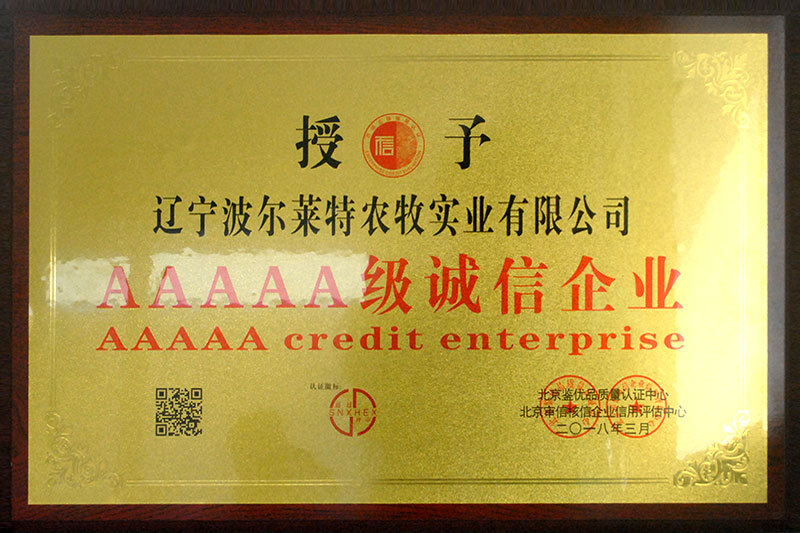 授 信 予
辽宁波尔莱特农牧实业有限公司
AAAAA级诚信企业
AAAAA credit enterprise
认证徽标:
SNXHEX
北京鉴优品质量认证中心
北京审信核信企业信用评估中心
二〇一八年三月